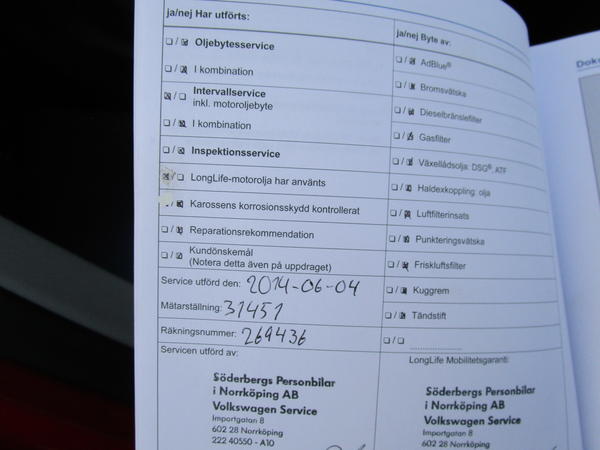 ja/nej Har utförts:
☐ / ☒ Oljebytesservice
☐ / ☒ I kombination
☒ / ☐ Intervallservice
inkl. motoroljebyte
☐ / ☒ I kombination
☐ / ☒ Inspektionsservice
☒ / ☐ LongLife-motorolja har använts
☒ Karossens korrosionsskydd kontrollerat
☐ / ☒ Reparationsrekommendation
☐ / ☒ Kundönskemål
(Notera detta även på uppdraget)
Service utförd den: 2014-06-04
Mätarställning: 31451
Räkningsnummer: 269436
Servicen utförd av:
Söderbergs Personbilar
i Norrköping AB
Volkswagen Service
Importgatan 8
602 28 Norrköping
222 40550 - A10
ja/nej Byte av:
☐ / ☒ AdBlue®
☐ / ☒ Bromsvätska
☐ / ☒ Dieselbränslefilter
☐ / ☒ Gasfilter
☐ / ☒ Växellådsolja: DSG®, ATF
☐ / ☒ Haldexkoppling: olja
☐ / ☒ Luftfilterinsats
☐ / ☒ Punkteringsvätska
☐ / ☒ Friskluftsfilter
☐ / ☒ Kuggrem
☐ / ☒ Tändstift
☐ / ☐ ....................
LongLife Mobilitetsgaranti:
Söderbergs Personbilar
i Norrköping AB
Volkswagen Service
Importgatan 8
602 28 Norrköping
Doku